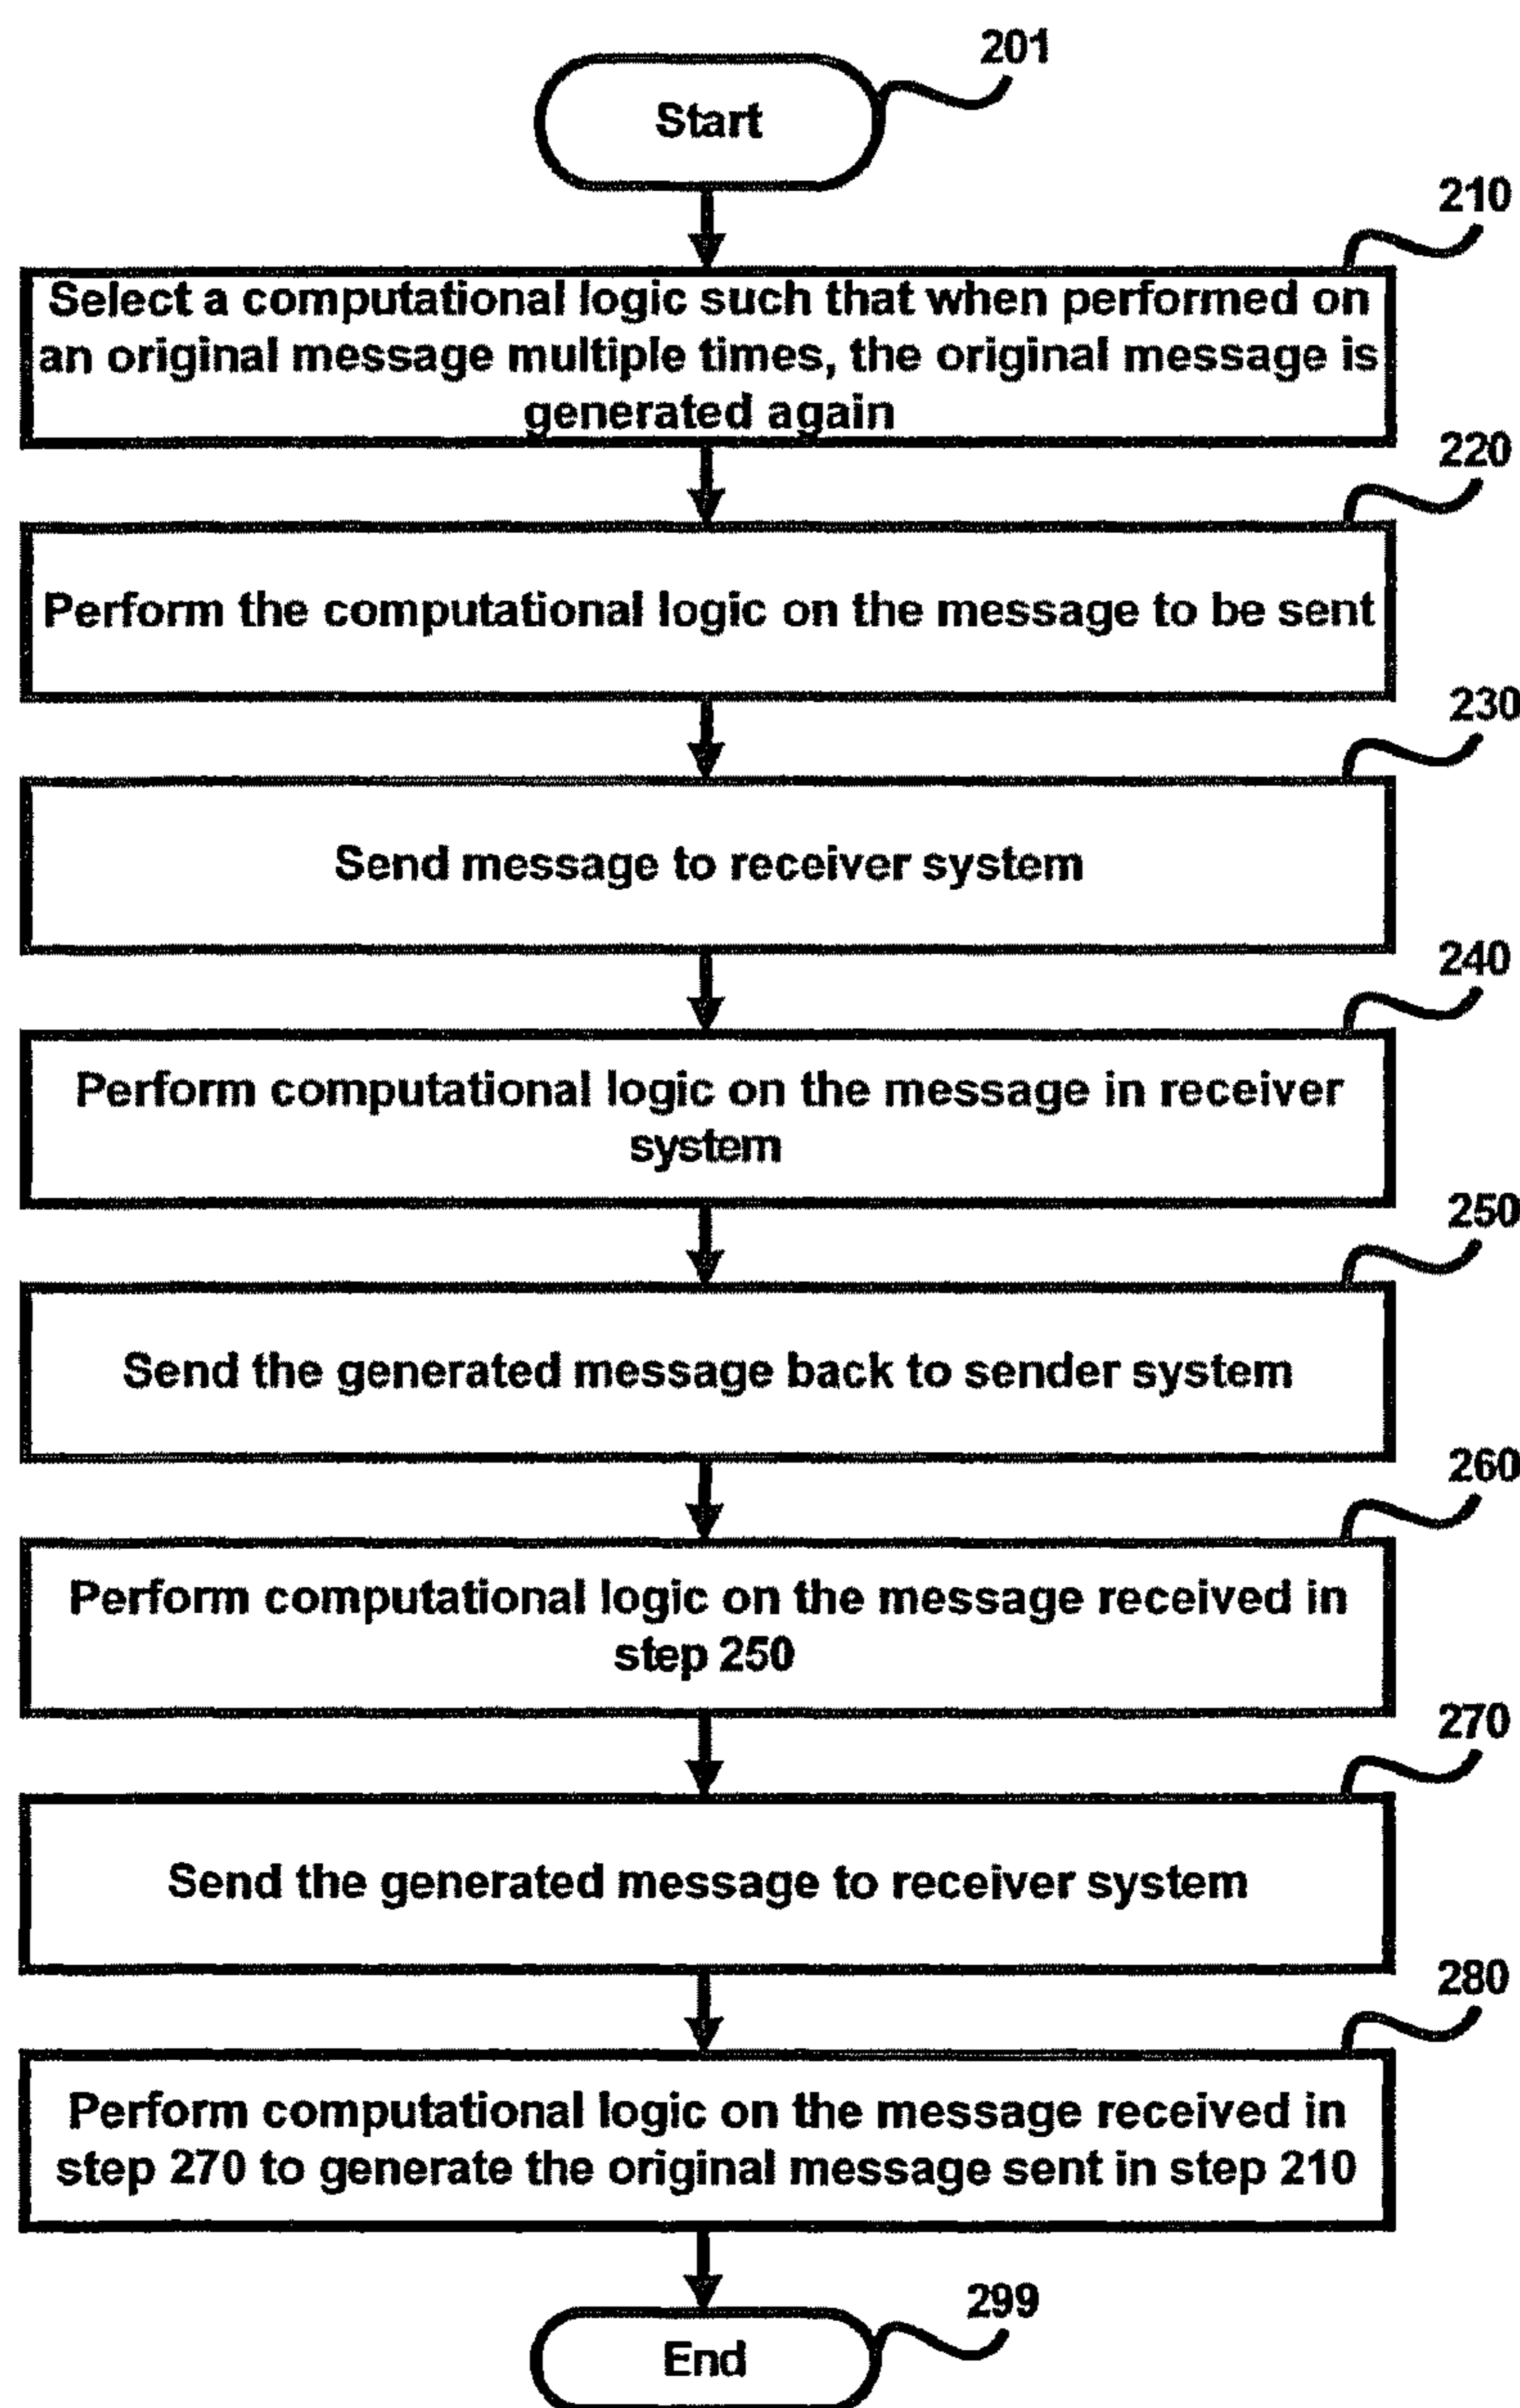 201
Start
210
Select a computational logic such that when performed on
an original message multiple times, the original message is
generated again
220
Perform the computational logic on the message to be sent
230
Send message to receiver system
240
Perform computational logic on the message in receiver
system
250
Send the generated message back to sender system
260
Perform computational logic on the message received in
step 250
270
Send the generated message to receiver system
280
Perform computational logic on the message received in
step 270 to generate the original message sent in step 210
299
End